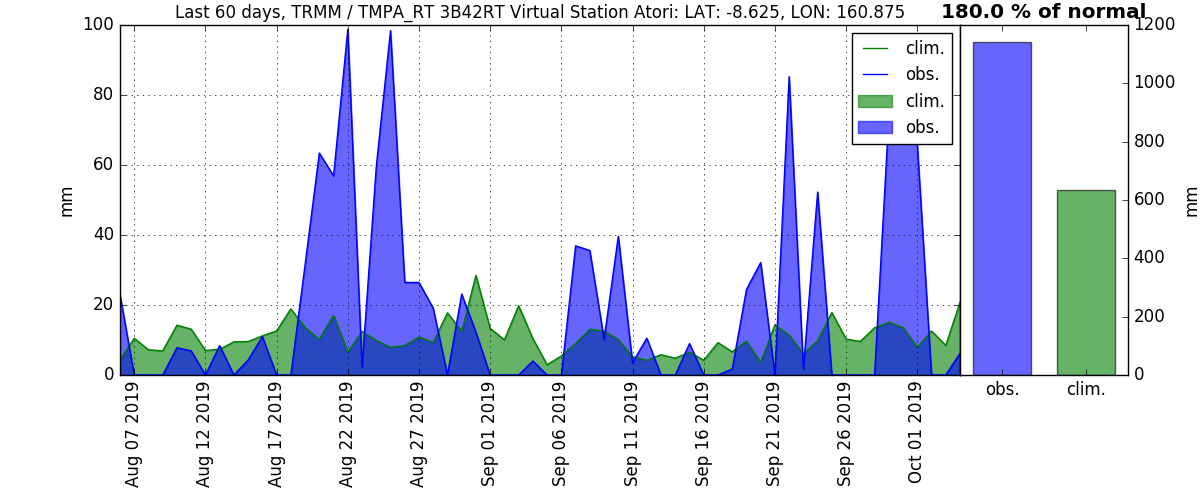 Last 60 days, TRMM / TMPA_RT 3B42RT Virtual Station Atori: LAT: -8.625, LON: 160.875
180.0 % of normal
100
80
60
40
20
0
mm
clim.
obs.
clim.
obs.
1200
1000
800
600
400
200
0
mm
obs.
clim.
Aug 07 2019
Aug 12 2019
Aug 17 2019
Aug 22 2019
Aug 27 2019
Sep 01 2019
Sep 06 2019
Sep 11 2019
Sep 16 2019
Sep 21 2019
Sep 26 2019
Oct 01 2019